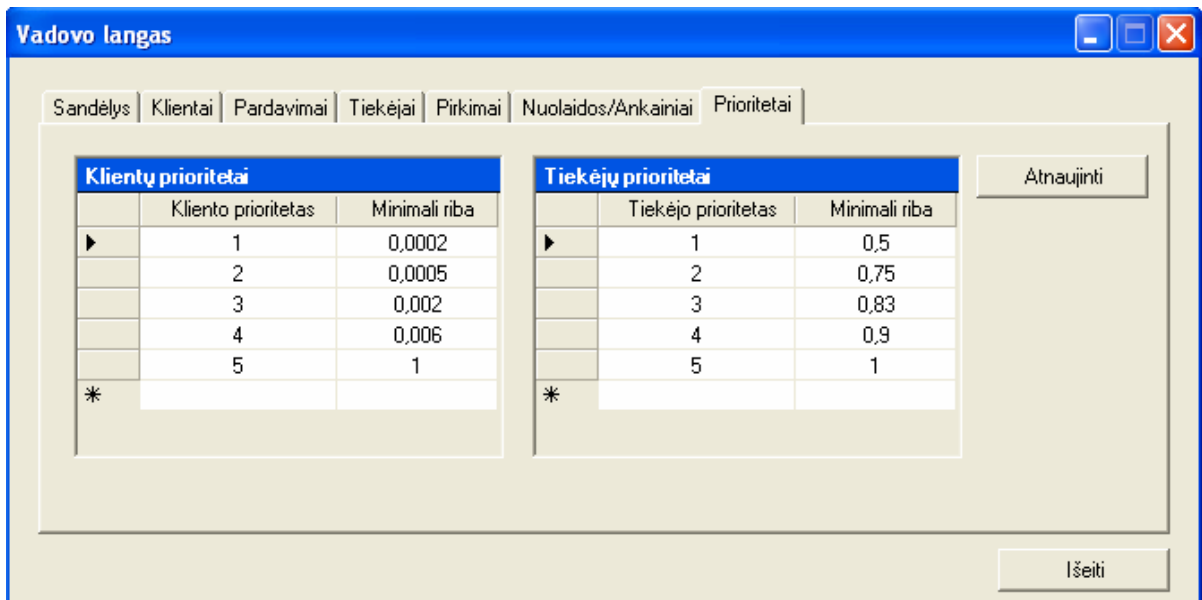 Vadovo langas
Sandėlys Klientai Pardavimai Tiekėjai Pirkimai Nuolaidos/Ankainiai Prioritetai
Klientų prioritetai
Kliento prioritetas Minimali riba
1 0,0002
2 0,0005
3 0,002
4 0,006
5 1
Tiekėjų prioritetai
Tiekėjo prioritetas Minimali riba
1 0,5
2 0,75
3 0,83
4 0,9
5 1
Atnaujinti
Išeiti